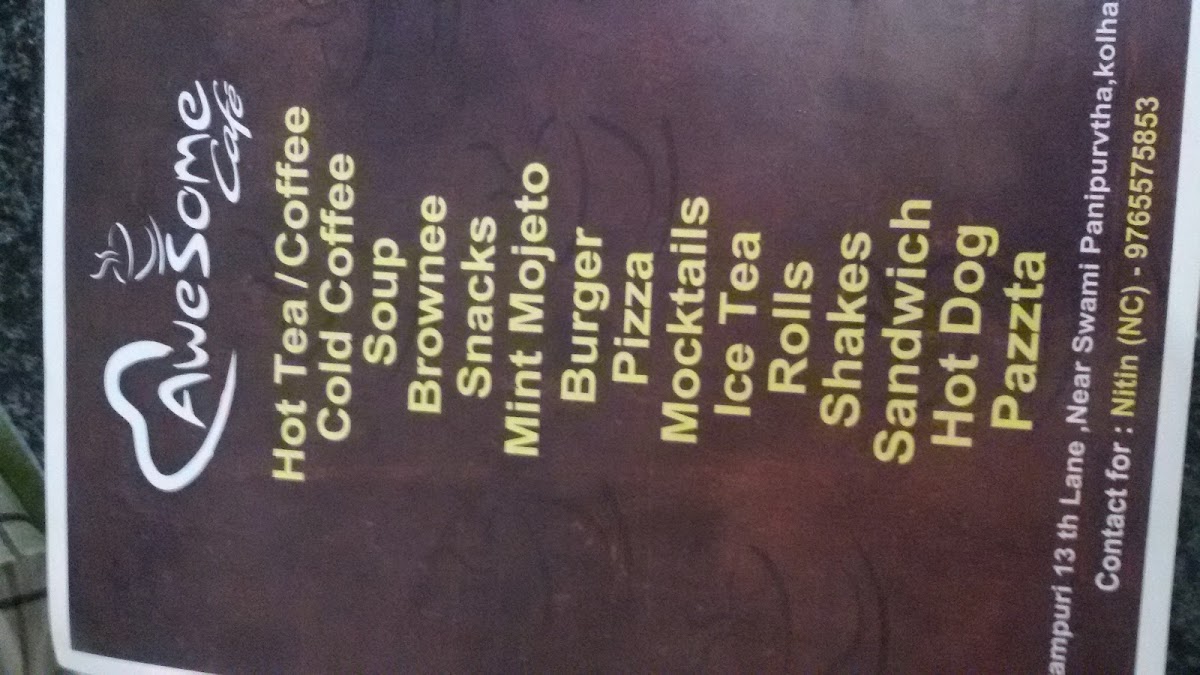 Awesome
Cafe
Hot Tea / Coffee
Cold Coffee
Soup
Brownee
Snacks
Mint Mojeto
Burger
Pizza
Mocktails
Ice Tea
Rolls
Shakes
Sandwich
Hot Dog
Pazzta
ampuri 13 th Lane ,Near Swami Panipurvtha,kolha
Contact for : Nitin (NC) - 9765575853